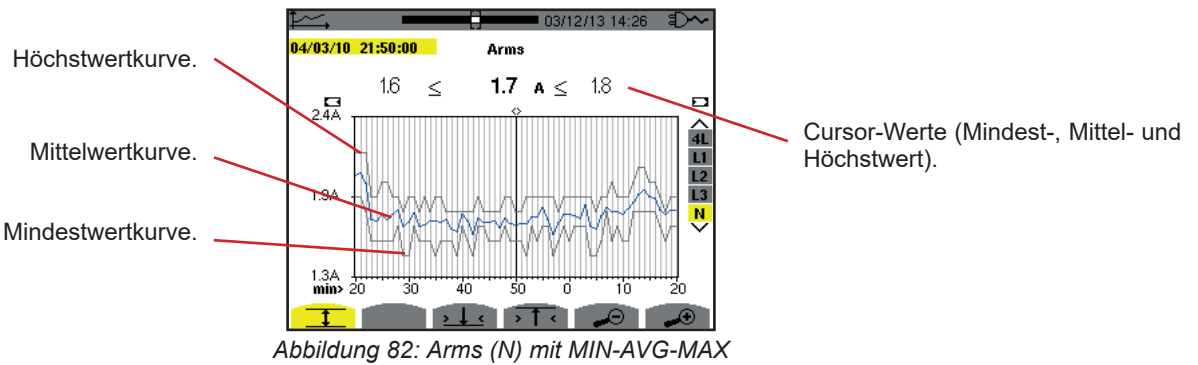 03/12/13 14:26
04/03/10 21:50:00 Arms
Höchstwertkurve.
1.6 ≤ 1.7 A ≤ 1.8
2.4A
Cursor-Werte (Mindest-, Mittel- und
Höchstwert).
4L
L1
L2
L3
N
Mittelwertkurve.
1.9A
Mindestwertkurve.
1.3A
min> 20 30 40 50 0 10 20
Abbildung 82: Arms (N) mit MIN-AVG-MAX